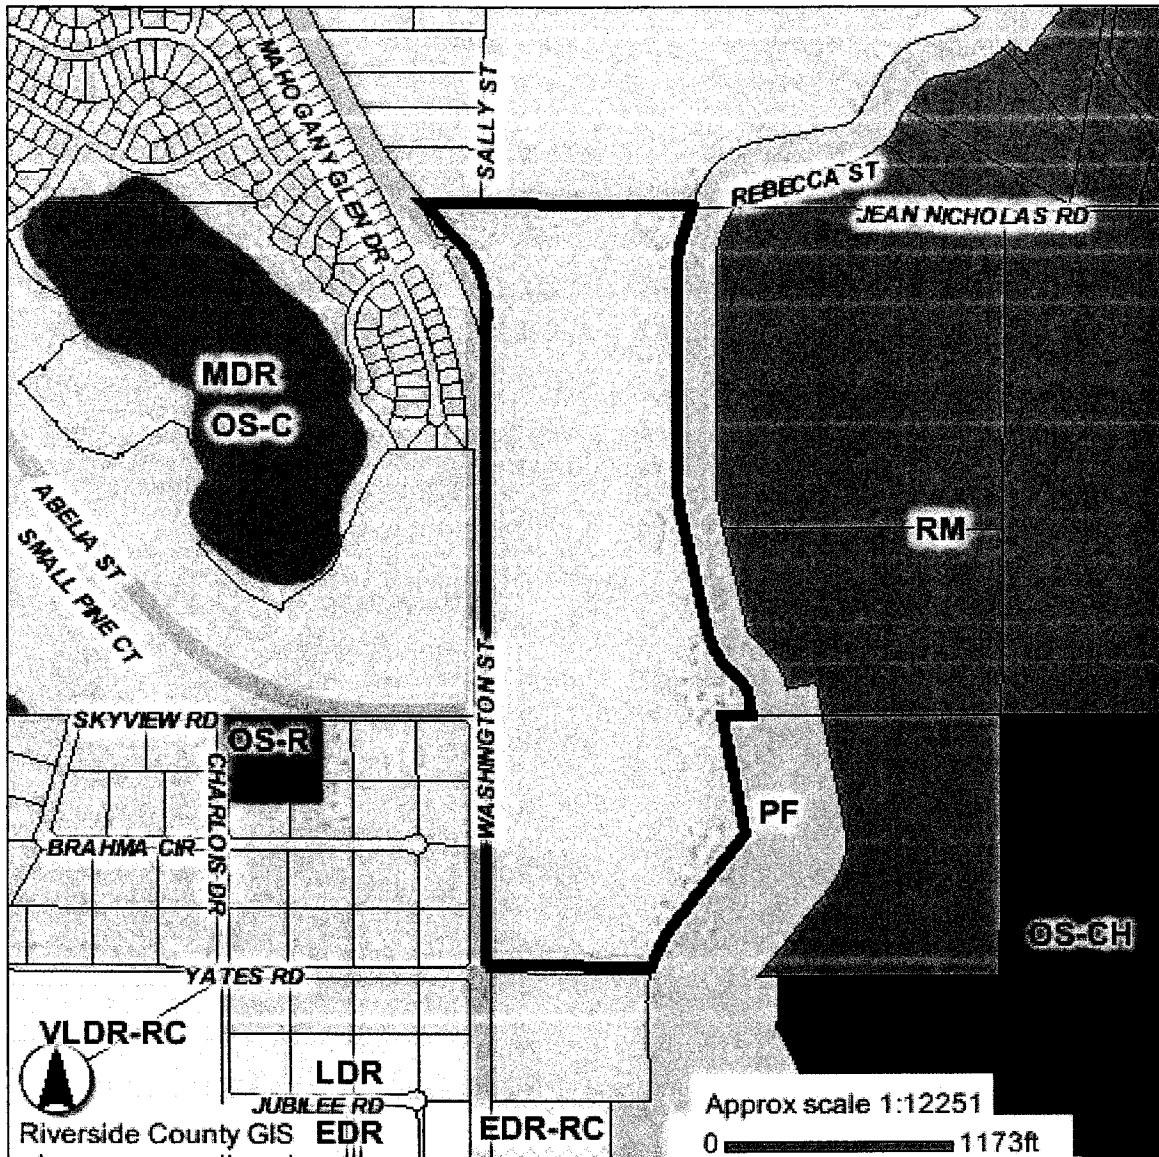 MAHOGANY GLEN DR
SALLY ST
REBECCA ST
JEAN NICHOLAS RD
MDR
OS-C
RM
ABELIA ST
SMALL PINE CT
WASHINGTON ST
SKYVIEW RD
OS-R
CHARLOIS DR
BRAHMA CIR
PF
OS-CH
YATES RD
VLDR-RC
LDR
JUBILEE RD
Riverside County GIS
EDR
EDR-RC
Approx scale 1:12251
0 1173ft